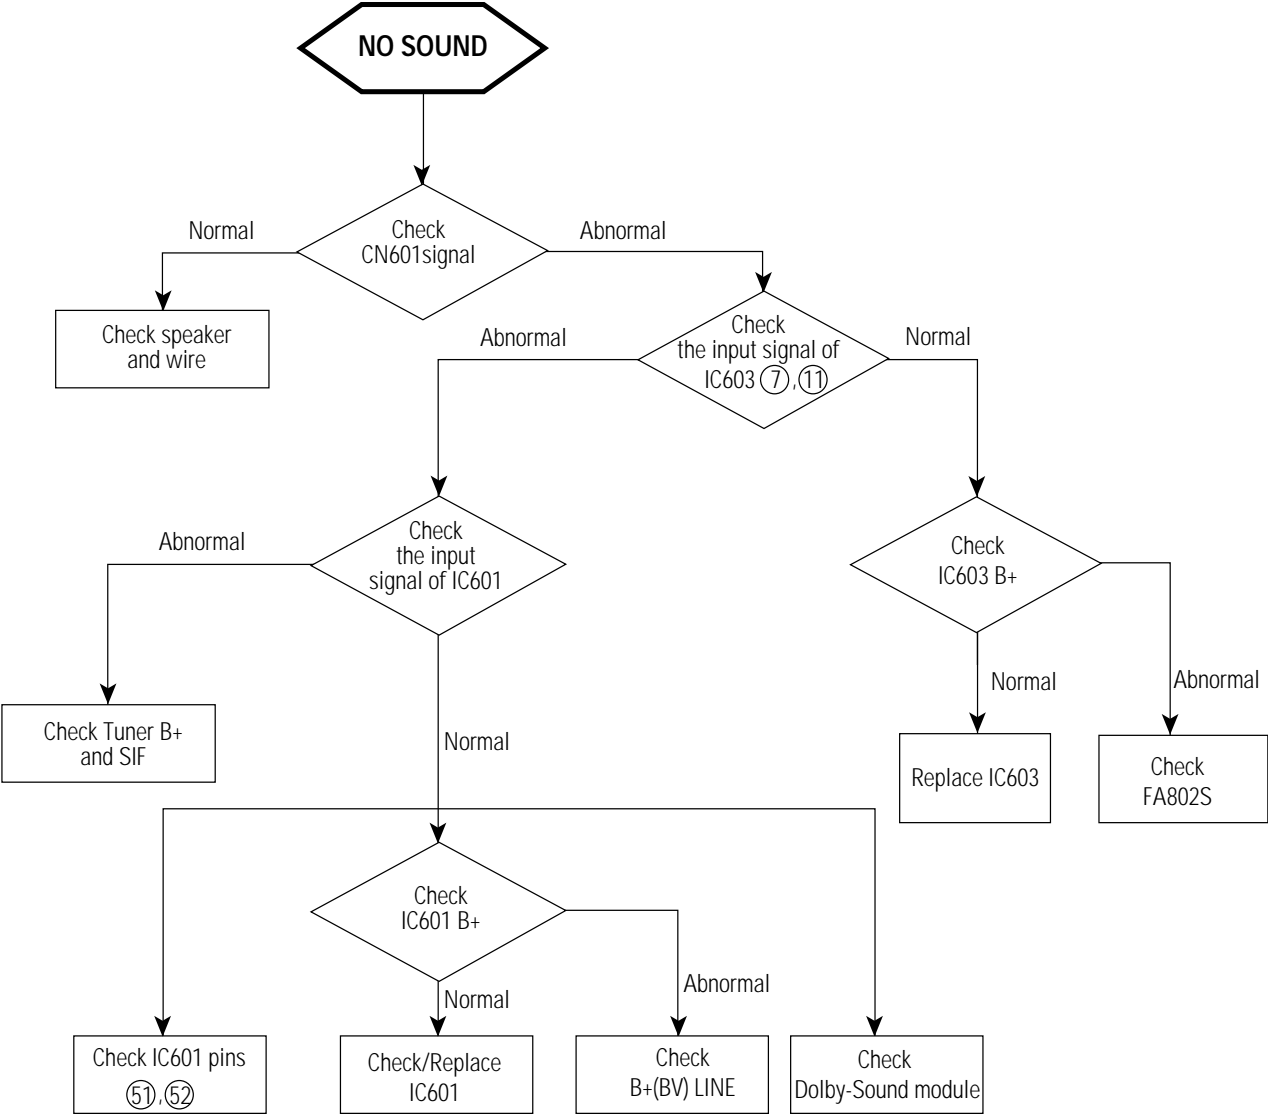 NO SOUND
Check
CN601signal
Normal
Abnormal
Check speaker
and wire
Check
the input signal of
IC603 ⑦,⑪
Abnormal
Normal
Check
the input
signal of IC601
Abnormal
Check
IC603 B+
Normal
Abnormal
Check Tuner B+
and SIF
Normal
Replace IC603
Check
FA802S
Check
IC601 B+
Normal
Abnormal
Check IC601 pins
51,52
Check/Replace
IC601
Check
B+(BV) LINE
Check
Dolby-Sound module